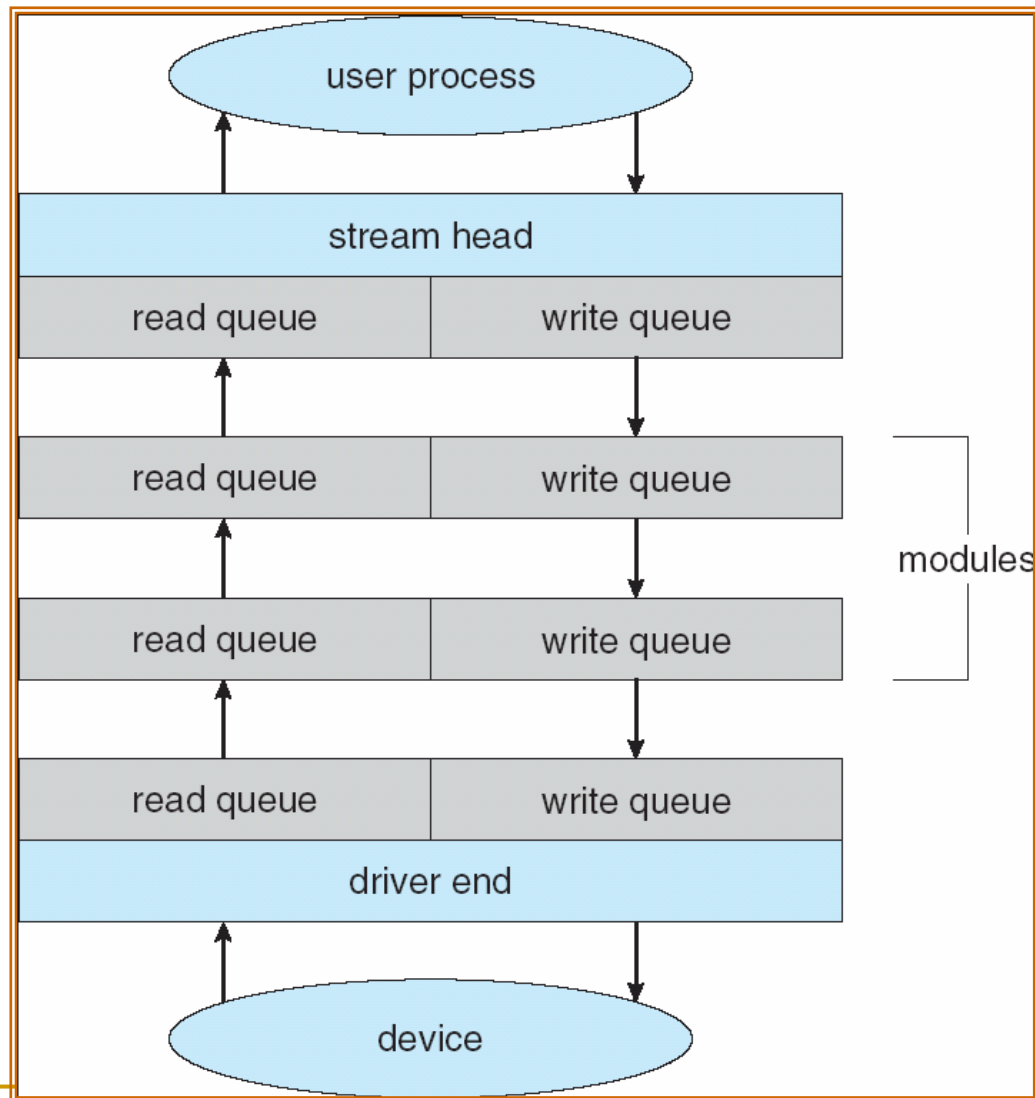 user process
stream head
read queue write queue
read queue write queue
modules
read queue write queue
read queue write queue
driver end
device